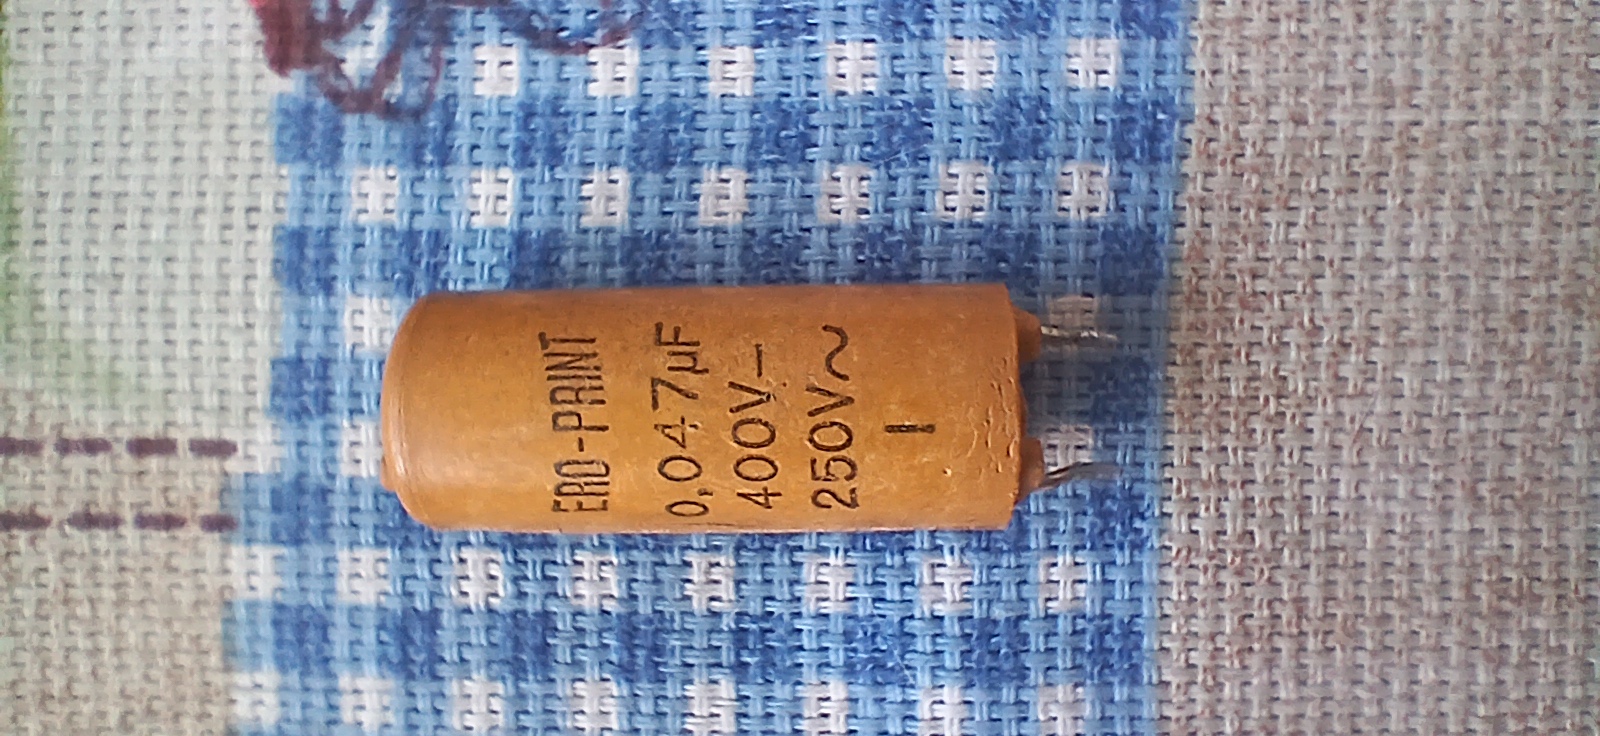 ERO-PRINT
0,047µF
400V–
250V~
I